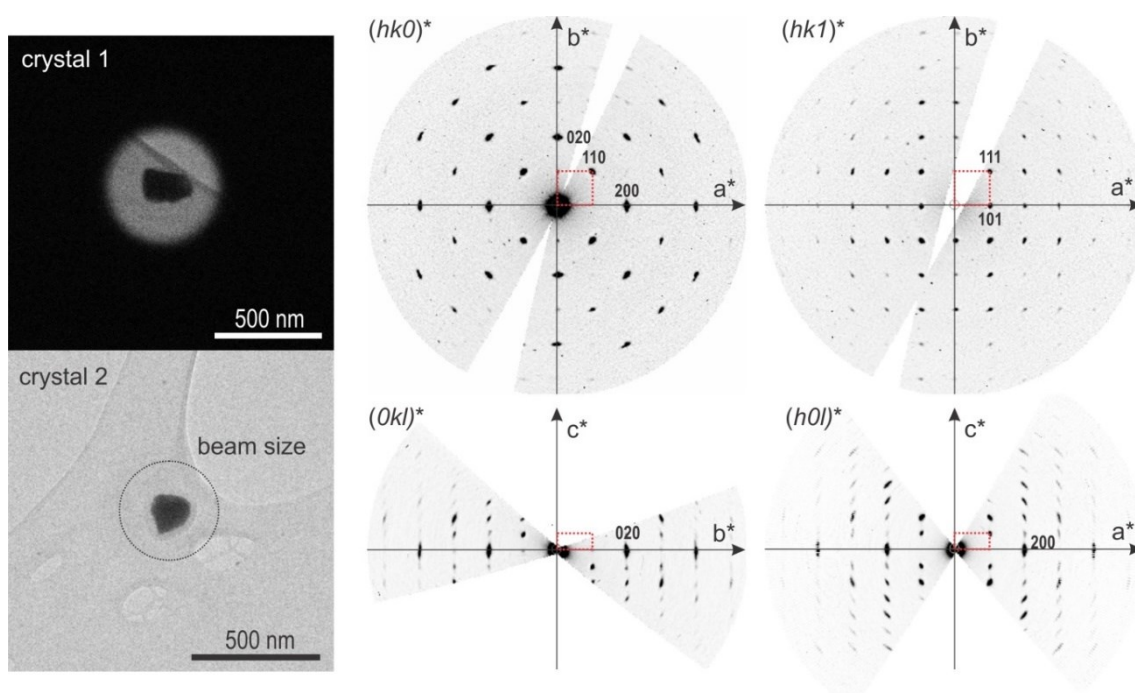 crystal 1
500 nm
crystal 2
beam size
500 nm
(hk0)*
b*
020
110
200
a*
(hk1)*
b*
111
101
a*
(0kl)*
c*
020
b*
(h0l)*
c*
200
a*